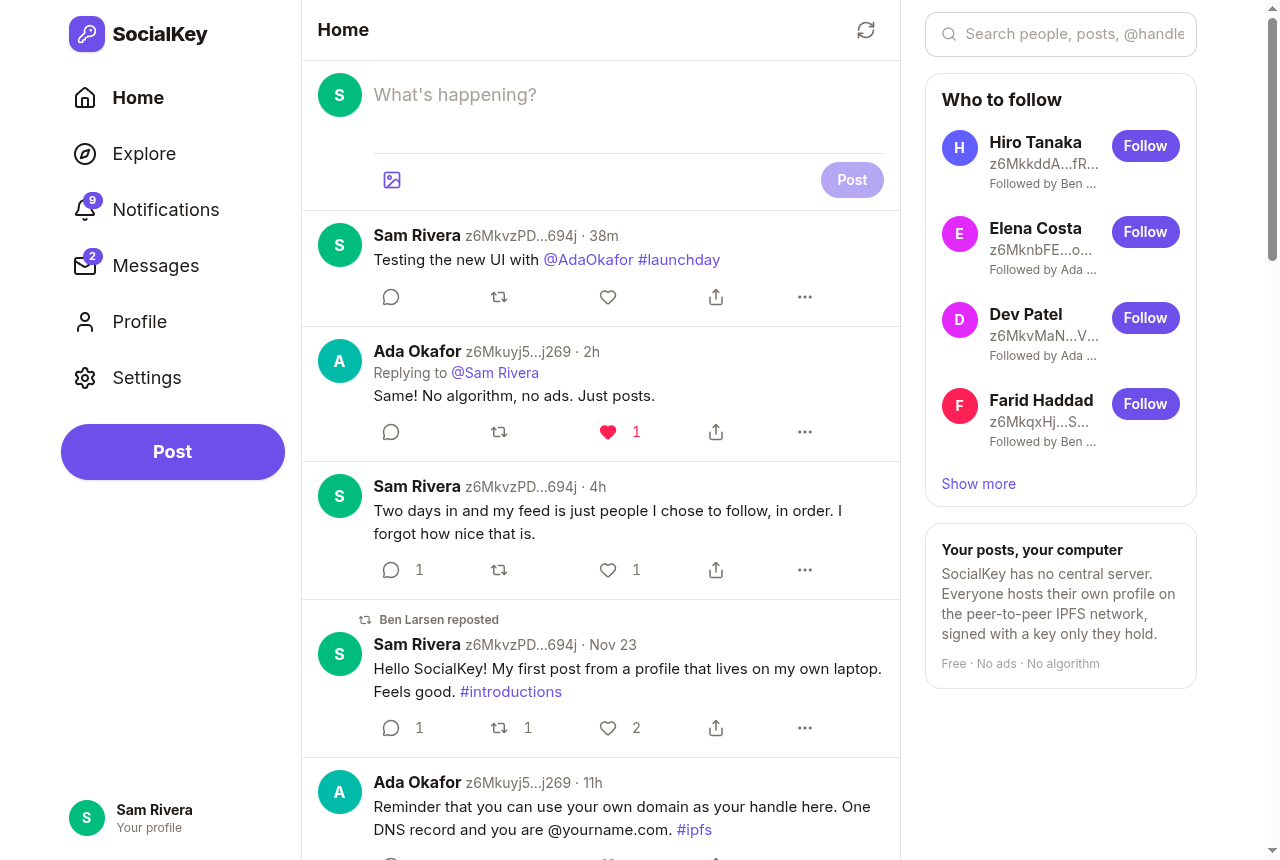 SocialKey
Home
Explore
9
Notifications
2
Messages
Profile
Settings
Post
S
Sam Rivera
Your profile
Home
S
What's happening?
Post
S
Sam Rivera z6MkvzPD...694j · 38m
Testing the new UI with @AdaOkafor #launchday
A
Ada Okafor z6Mkuyj5...j269 · 2h
Replying to @Sam Rivera
Same! No algorithm, no ads. Just posts.
1
S
Sam Rivera z6MkvzPD...694j · 4h
Two days in and my feed is just people I chose to follow, in order. I
forgot how nice that is.
1 1
Ben Larsen reposted
S
Sam Rivera z6MkvzPD...694j · Nov 23
Hello SocialKey! My first post from a profile that lives on my own laptop.
Feels good. #introductions
1 1 2
A
Ada Okafor z6Mkuyj5...j269 · 11h
Reminder that you can use your own domain as your handle here. One
DNS record and you are @yourname.com. #ipfs
Search people, posts, @handle
Who to follow
H
Hiro Tanaka
z6MkkddA...fR...
Followed by Ben ...
Follow
E
Elena Costa
z6MknbFE...o...
Followed by Ada ...
Follow
D
Dev Patel
z6MkvMaN...V...
Followed by Ada ...
Follow
F
Farid Haddad
z6MkqxHj...S...
Followed by Ben ...
Follow
Show more
Your posts, your computer
SocialKey has no central server.
Everyone hosts their own profile on
the peer-to-peer IPFS network,
signed with a key only they hold.
Free · No ads · No algorithm